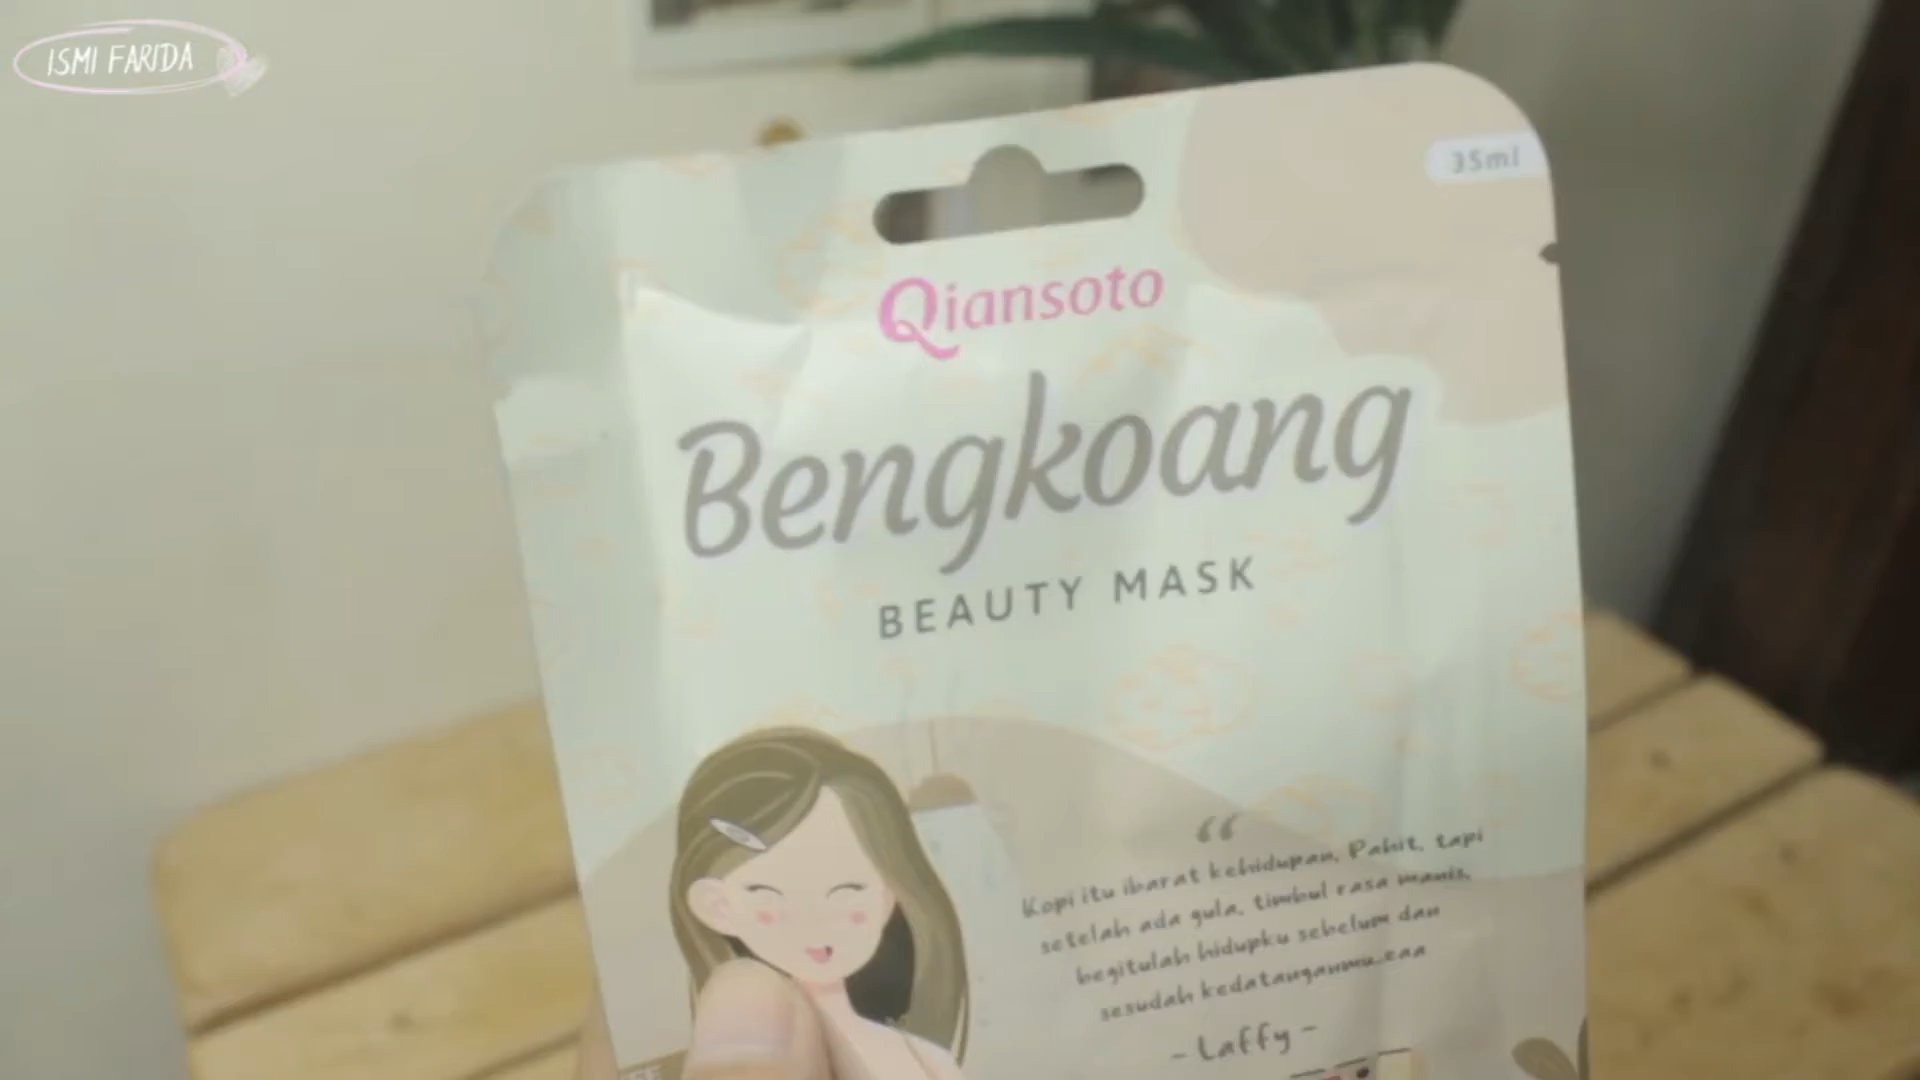 ISMI FARIDA
35ml
Qiansoto
Bengkoang
BEAUTY MASK
“
Kopi itu ibarat kehidupan, Pahit, tapi
setelah ada gula, timbul rasa manis,
begitulah hidupku sebelum dan
sesudah kedatanganmu..eaa
- Laffy -